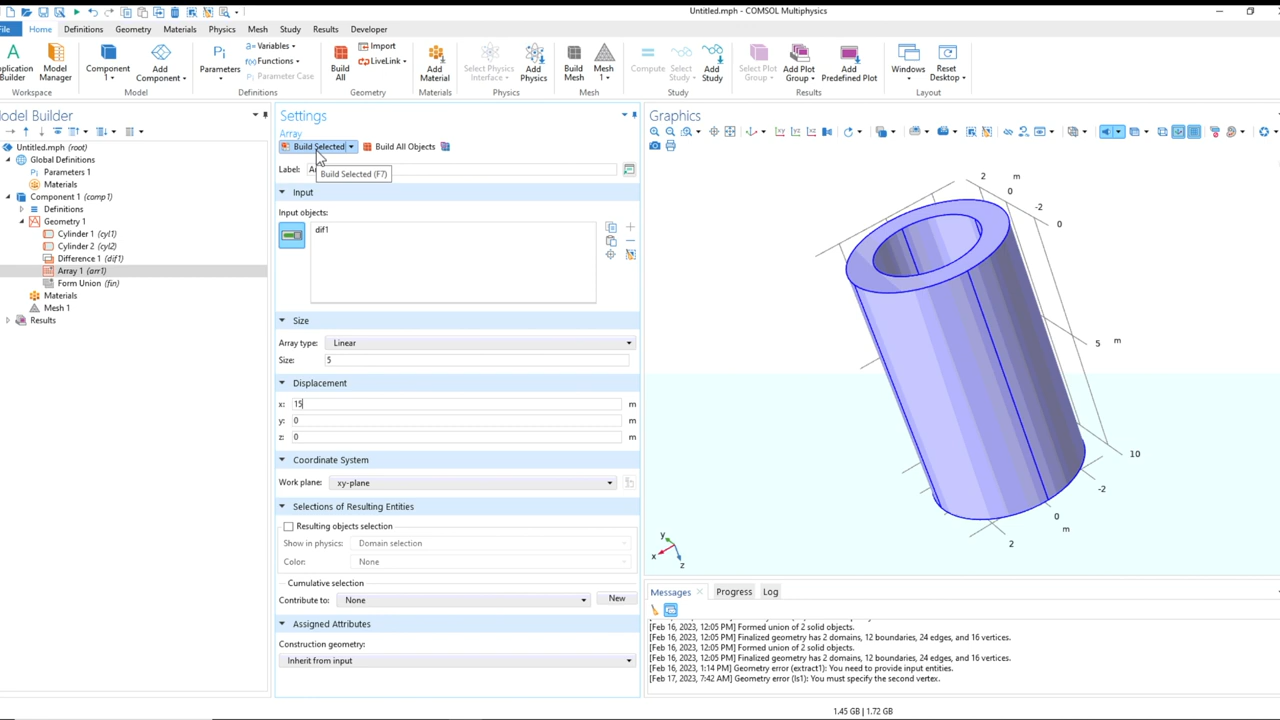 Untitled.mph - COMSOL Multiphysics
File Home Definitions Geometry Materials Physics Mesh Study Results Developer
Application Builder
Model Manager
Workspace
Component 1
Add Component
Model
Parameters 1
Variables
Functions
Parameter Case
Definitions
Build All
Import
LiveLink
Geometry
Add Material
Materials
Select Physics Interface
Add Physics
Physics
Build Mesh
Mesh 1
Mesh
Compute
Select Study
Add Study
Study
Select Plot Group
Add Plot Group
Add Predefined Plot
Results
Windows
Reset Desktop
Layout
Model Builder
Untitled.mph (root)
Global Definitions
Parameters 1
Materials
Component 1 (comp1)
Definitions
Geometry 1
Cylinder 1 (cyl1)
Cylinder 2 (cyl2)
Difference 1 (dif1)
Array 1 (arr1)
Form Union (fin)
Materials
Mesh 1
Results
Settings
Array
Build Selected Build All Objects
Build Selected (F7)
Label:
Input
Input objects:
dif1
Size
Array type: Linear
Size: 5
Displacement
x: 15 m
y: 0 m
z: 0 m
Coordinate System
Work plane: xy-plane
Selections of Resulting Entities
Resulting objects selection
Show in physics: Domain selection
Color: None
Cumulative selection
Contribute to: None New
Assigned Attributes
Construction geometry:
Inherit from input
Graphics
2 m
0
-2
0
5 m
10
-2
0
m
2
y
x
z
Messages Progress Log
[Feb 16, 2023, 12:05 PM] Formed union of 2 solid objects.
[Feb 16, 2023, 12:05 PM] Finalized geometry has 2 domains, 12 boundaries, 24 edges, and 16 vertices.
[Feb 16, 2023, 12:05 PM] Formed union of 2 solid objects.
[Feb 16, 2023, 12:05 PM] Finalized geometry has 2 domains, 12 boundaries, 24 edges, and 16 vertices.
[Feb 16, 2023, 1:14 PM] Geometry error (extract1): You need to provide input entities.
[Feb 17, 2023, 7:42 AM] Geometry error (ls1): You must specify the second vertex.
1.45 GB | 1.72 GB